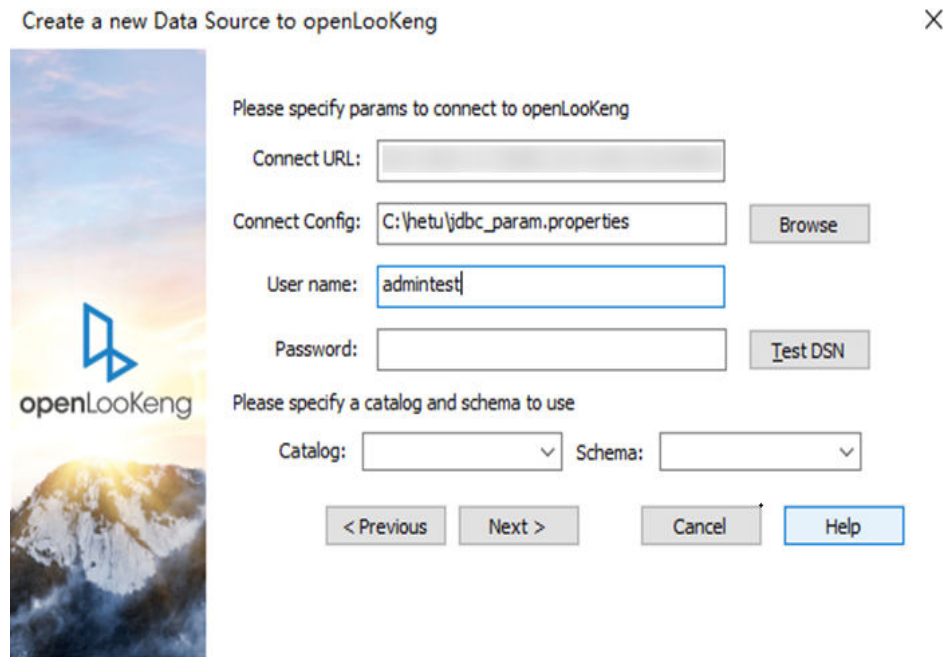 Create a new Data Source to openLooKeng
Please specify params to connect to openLooKeng
Connect URL:
Connect Config: C:\hetu\jdbc_param.properties Browse
User name: admintest
Password: Test DSN
openLooKeng
Please specify a catalog and schema to use
Catalog: Schema:
< Previous Next > Cancel Help